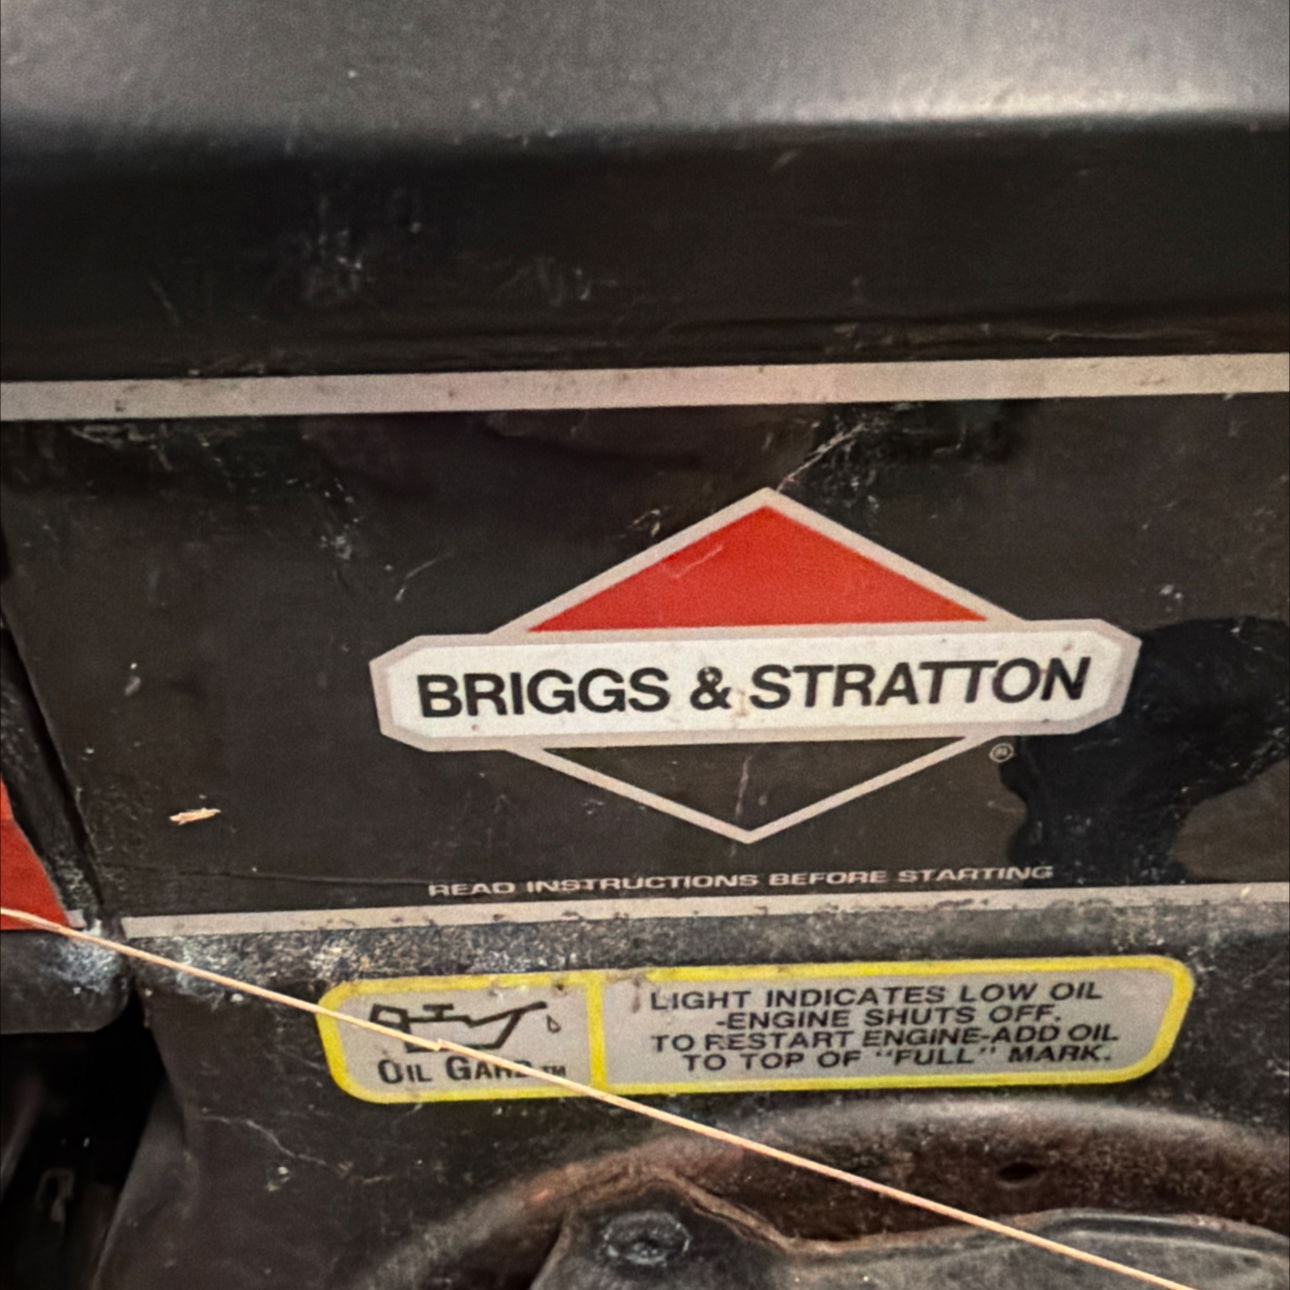 BRIGGS & STRATTON
®
READ INSTRUCTIONS BEFORE STARTING
OIL GARD™
LIGHT INDICATES LOW OIL
-ENGINE SHUTS OFF.
TO RESTART ENGINE-ADD OIL
TO TOP OF "FULL" MARK.